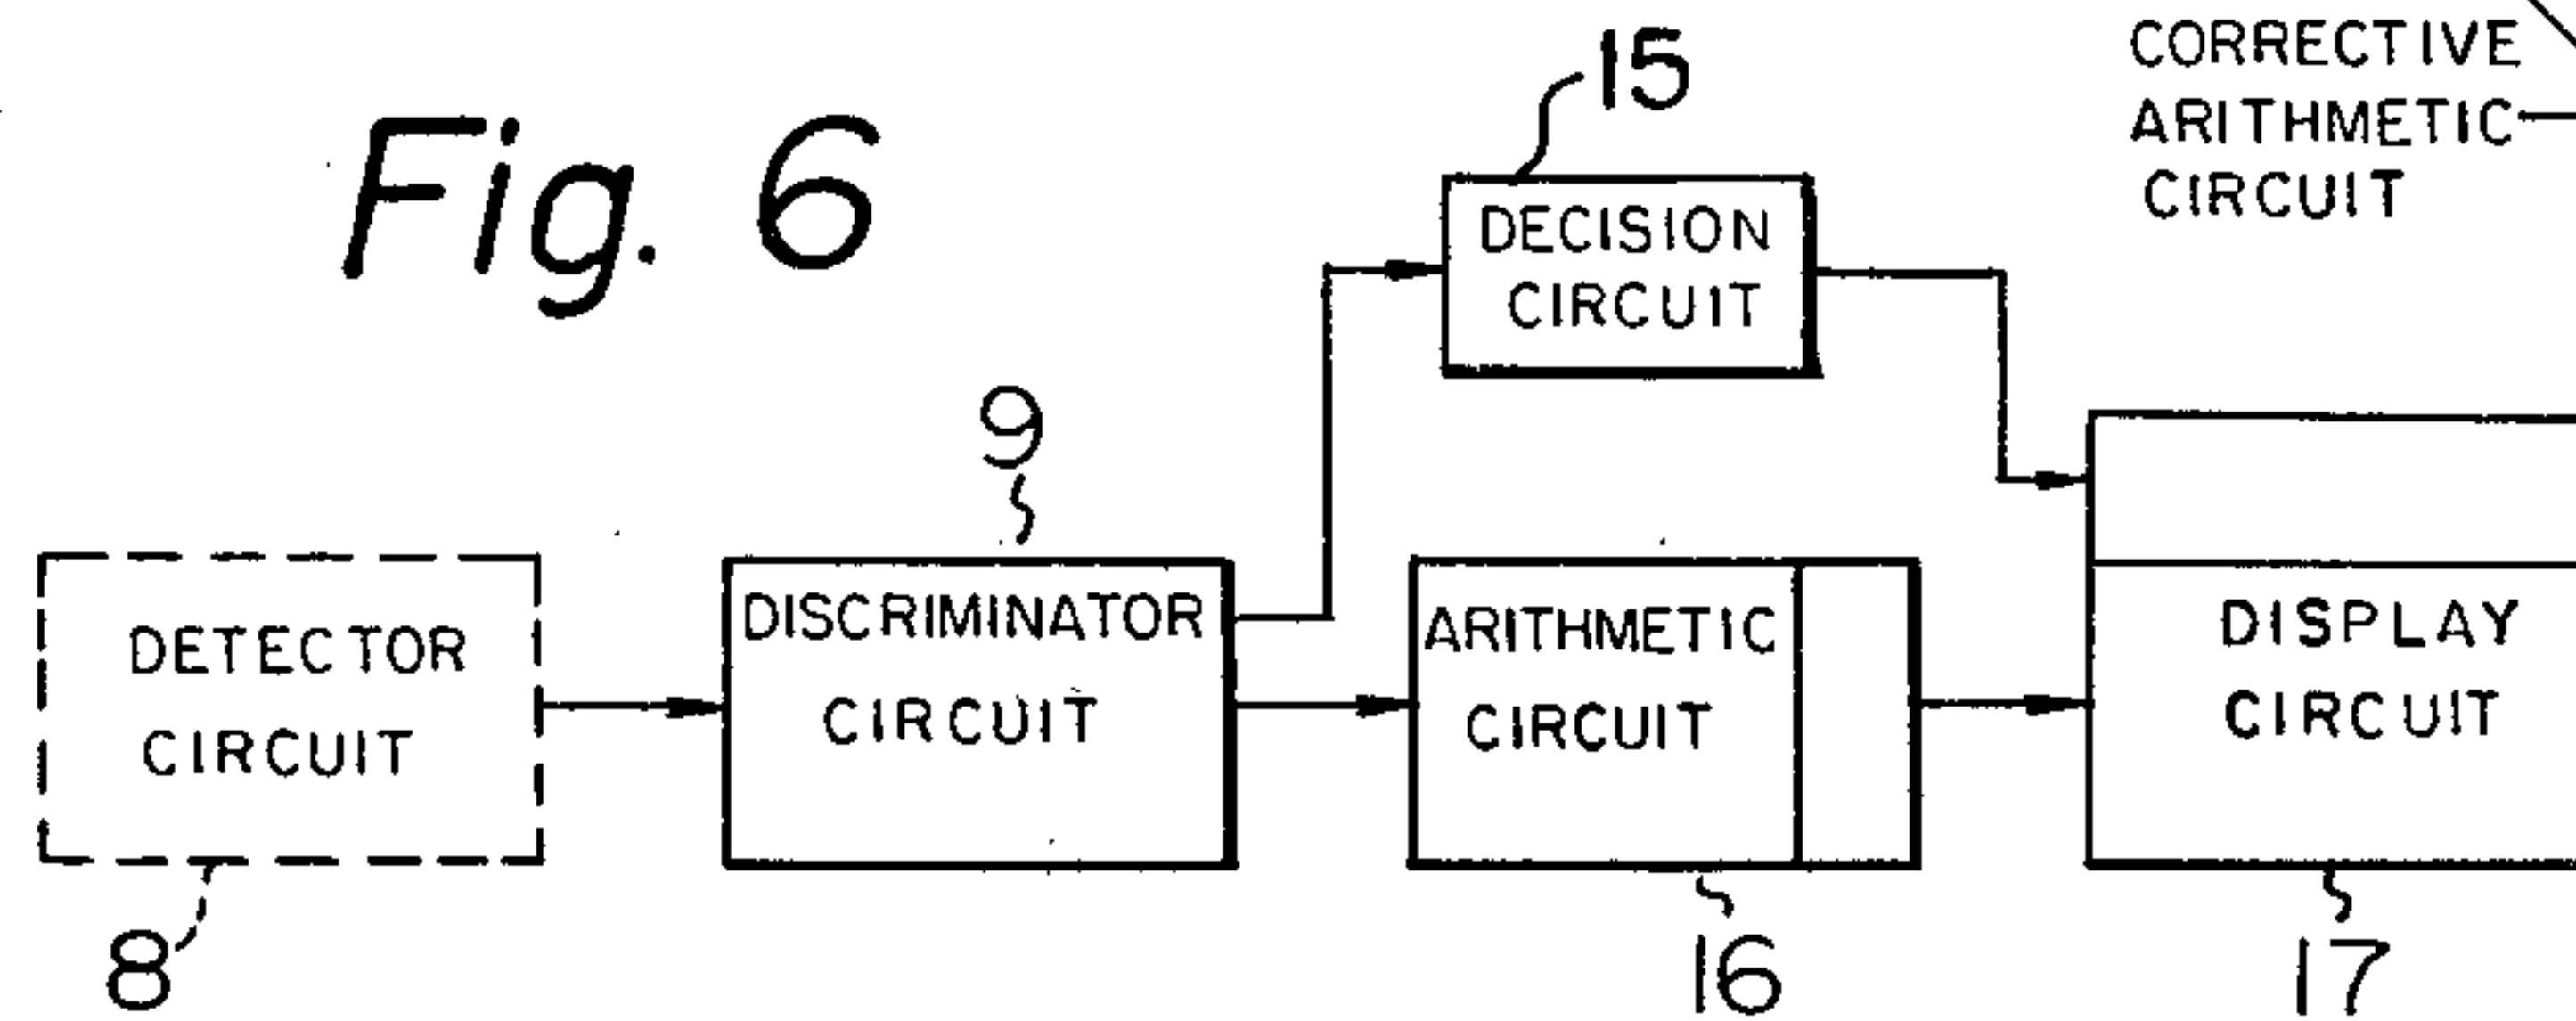 Fig. 6
CORRECTIVE
ARITHMETIC
CIRCUIT
15
DECISION
CIRCUIT
9
DETECTOR
CIRCUIT
DISCRIMINATOR
CIRCUIT
ARITHMETIC
CIRCUIT
DISPLAY
CIRCUIT
8
16
17